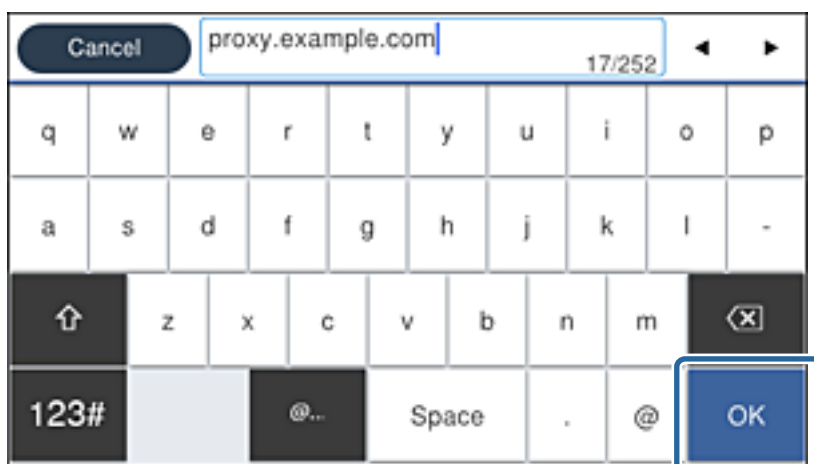 Cancel proxy.example.com 17/252
q w e r t y u i o p
a s d f g h j k l -
z x c v b n m
123# @... Space . @ OK